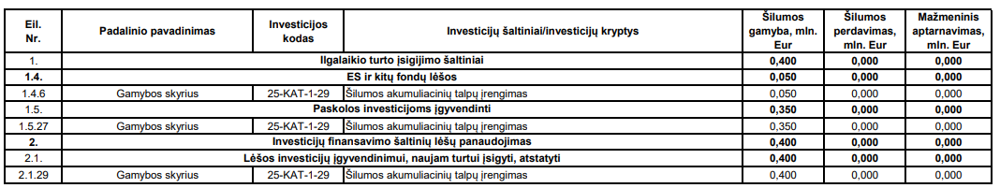 Eil. Nr. Padalinio pavadinimas Investicijos kodas Investicijų šaltiniai/investicijų kryptys Šilumos gamyba, mln. Eur Šilumos perdavimas, mln. Eur Mažmeninis aptarnavimas, mln. Eur
1. Ilgalaikio turto įsigijimo šaltiniai 0,400 0,000 0,000
1.4. ES ir kitų fondų lėšos 0,050 0,000 0,000
1.4.6 Gamybos skyrius 25-KAT-1-29 Šilumos akumuliacinių talpų įrengimas 0,050 0,000 0,000
1.5. Paskolos investicijoms įgyvendinti 0,350 0,000 0,000
1.5.27 Gamybos skyrius 25-KAT-1-29 Šilumos akumuliacinių talpų įrengimas 0,350 0,000 0,000
2. Investicijų finansavimo šaltinių lėšų panaudojimas 0,400 0,000 0,000
2.1. Lėšos investicijų įgyvendinimui, naujam turtui įsigyti, atstatyti 0,400 0,000 0,000
2.1.29 Gamybos skyrius 25-KAT-1-29 Šilumos akumuliacinių talpų įrengimas 0,400 0,000 0,000